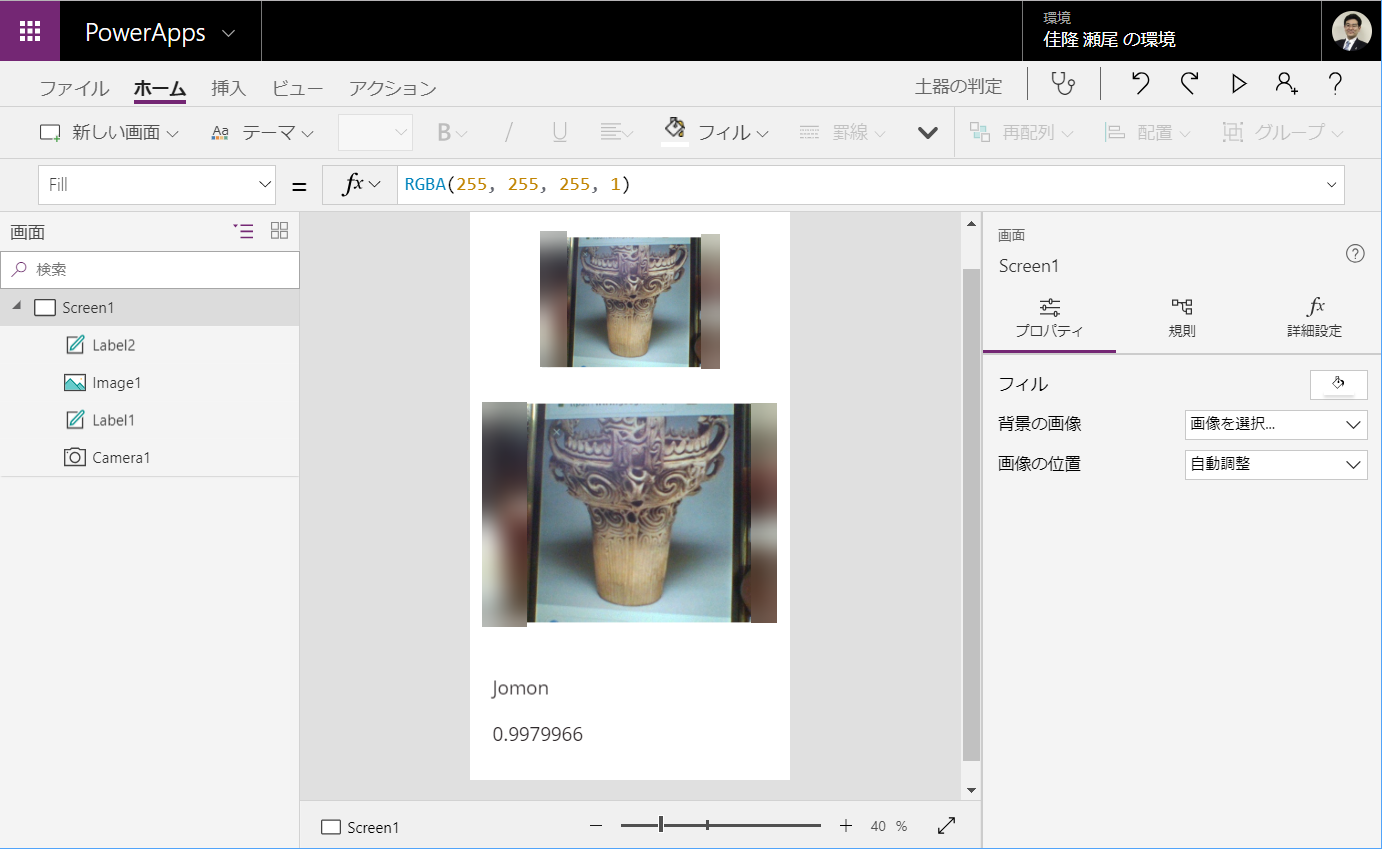 PowerApps
環境
佳隆 瀬尾 の環境
ファイル ホーム 挿入 ビュー アクション 土器の判定 ?
新しい画面 Aa テーマ B / U フィル 罫線 再配列 配置 グループ
Fill = fx RGBA(255, 255, 255, 1)
画面
検索
Screen1
Label2
Image1
Label1
Camera1
Jomon
0.9979966
Screen1 — + 40 %
画面
Screen1 ?
プロパティ 規則 fx 詳細設定
フィル
背景の画像 画像を選択...
画像の位置 自動調整